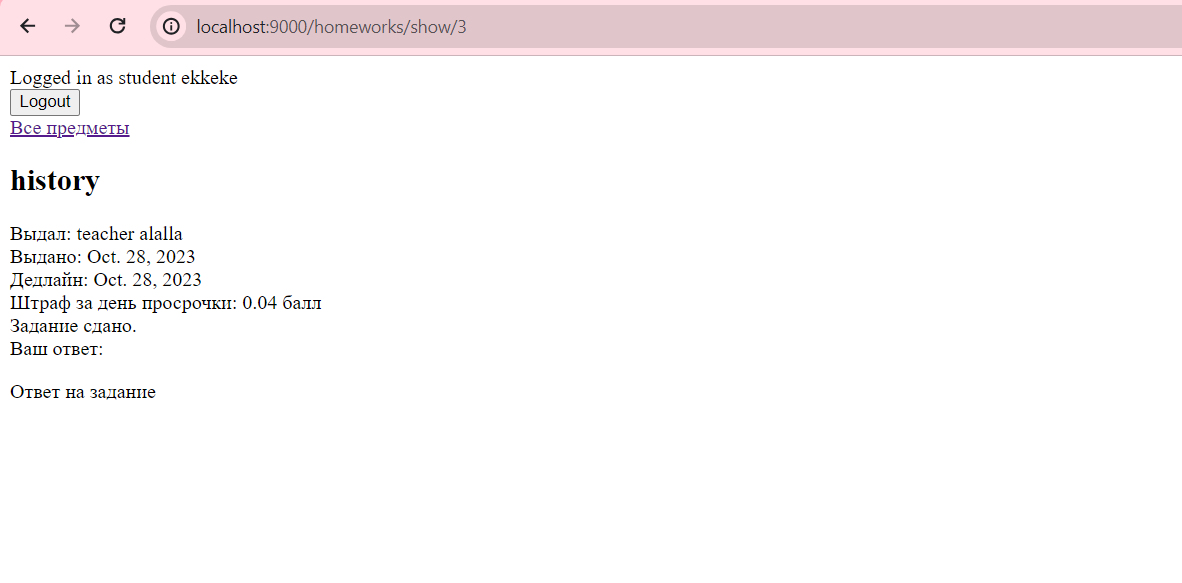 localhost:9000/homeworks/show/3
Logged in as student ekkeke
Logout
Все предметы
history
Выдал: teacher alalla
Выдано: Oct. 28, 2023
Дедлайн: Oct. 28, 2023
Штраф за день просрочки: 0.04 балл
Задание сдано.
Ваш ответ:
Ответ на задание